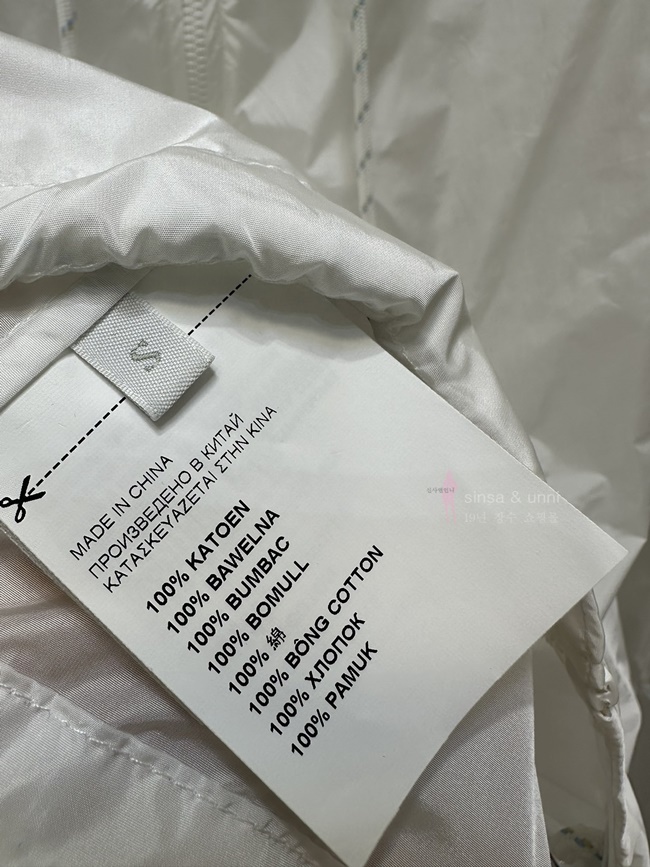 S
MADE IN CHINA
ПРОИЗВЕДЕНО В КИТАЙ
ΚΑΤΑΣΚΕΥΑΖΕΤΑΙ ΣΤΗΝ ΚΙΝΑ
100% KATOEN
100% BAWELNA
100% BUMBAC
100% BOMULL
100% 綿
100% BÔNG COTTON
100% ХЛОПОК
100% PAMUK
sinsa & unni